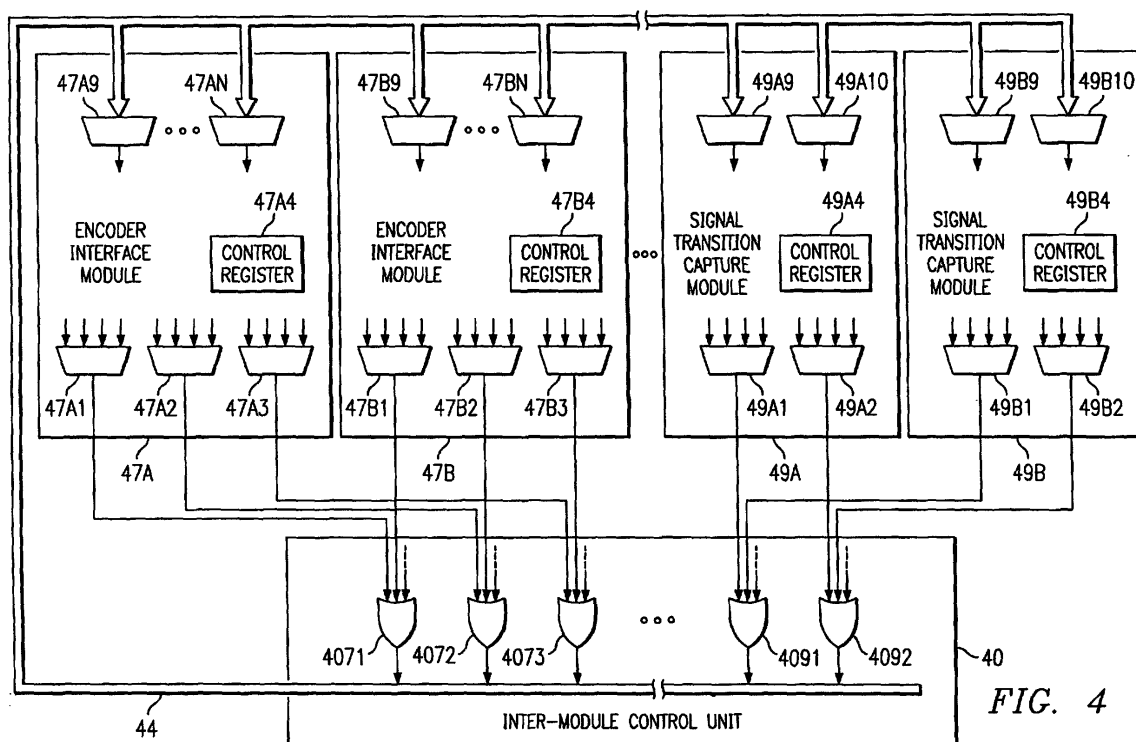 47A9
47AN
47B9
47BN
49A9
49A10
49B9
49B10
47A4
47B4
49A4
49B4
ENCODER
INTERFACE
MODULE
CONTROL
REGISTER
ENCODER
INTERFACE
MODULE
CONTROL
REGISTER
SIGNAL
TRANSITION
CAPTURE
MODULE
CONTROL
REGISTER
SIGNAL
TRANSITION
CAPTURE
MODULE
CONTROL
REGISTER
47A1
47A2
47A3
47B1
47B2
47B3
49A1
49A2
49B1
49B2
47A
47B
49A
49B
4071
4072
4073
4091
4092
40
44
INTER-MODULE CONTROL UNIT
FIG. 4